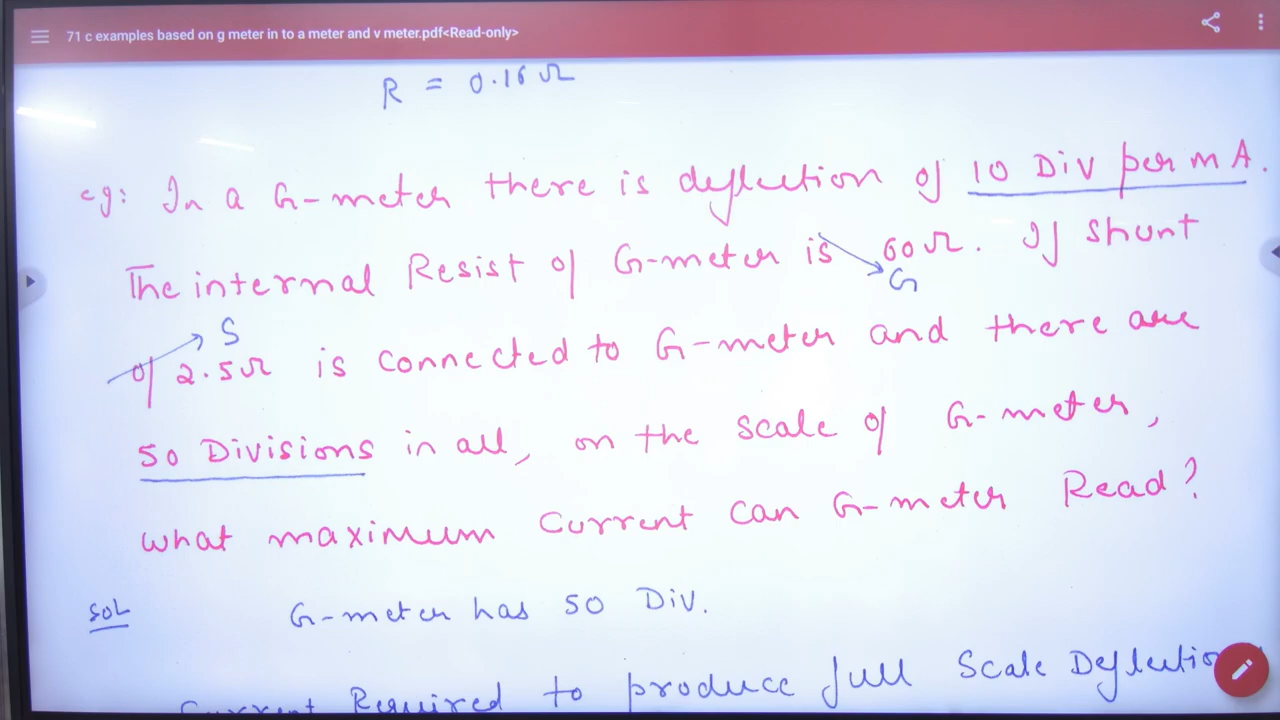 71 c examples based on g meter in to a meter and v meter.pdf<Read-only>
R = 0.16 Ω
eg: In a G-meter there is deflection of 10 Div per mA.
The internal Resist of G-meter is 60Ω. If shunt
G
S
of 2.5Ω is connected to G-meter and there are
50 Divisions in all, on the scale of G-meter,
what maximum current can G-meter Read?
Sol G-meter has 50 Div.
Current Required to produce full Scale Deflection